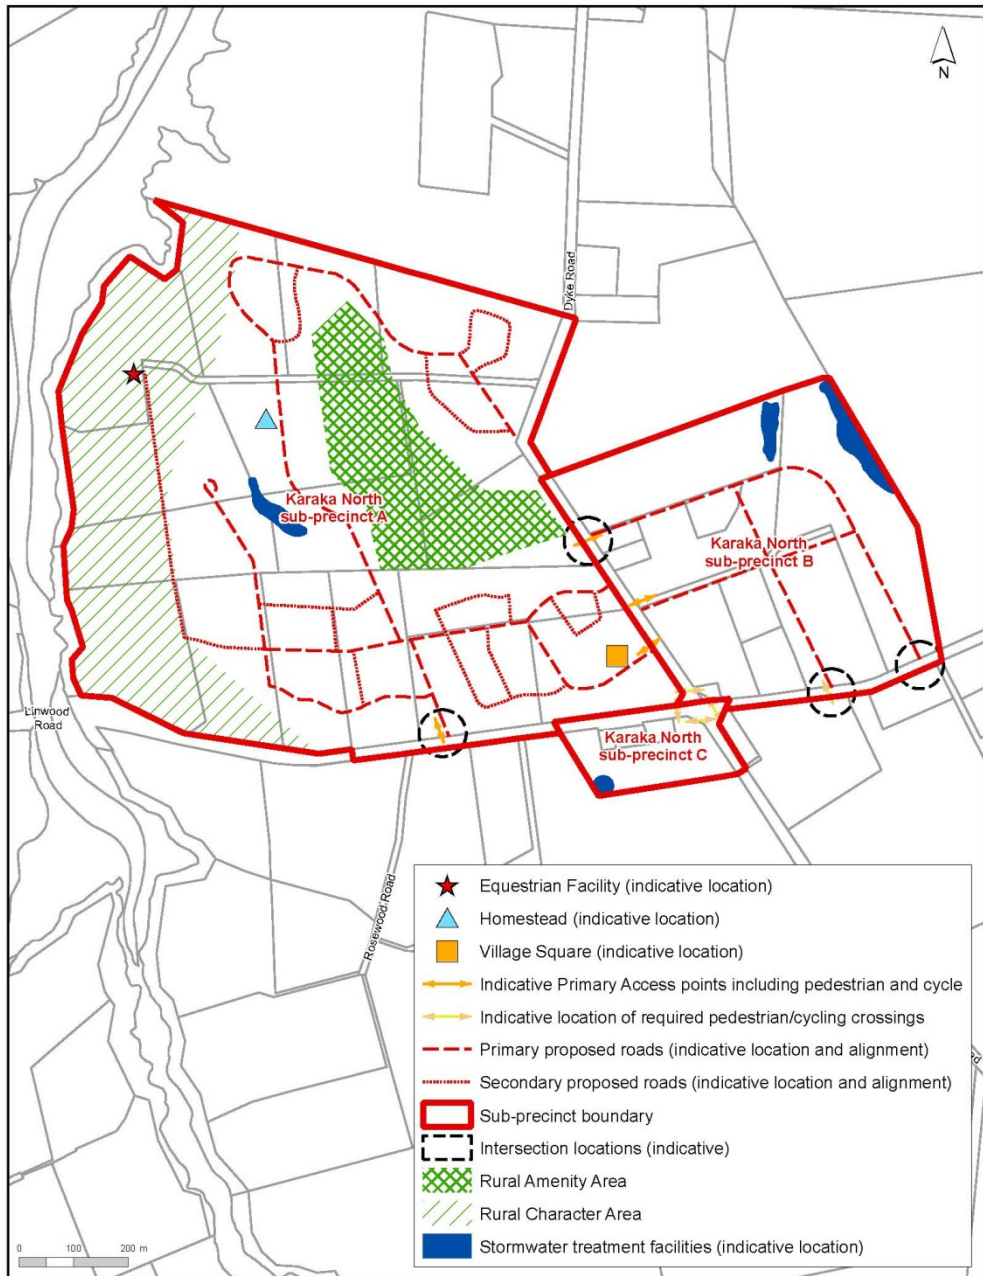 N
Dyke Road
Karaka North
sub-precinct A
Karaka North
sub-precinct B
Linwood
Road
Karaka North
sub-precinct C
Rosewood Road
Equestrian Facility (indicative location)
Homestead (indicative location)
Village Square (indicative location)
Indicative Primary Access points including pedestrian and cycle
Indicative location of required pedestrian/cycling crossings
Primary proposed roads (indicative location and alignment)
Secondary proposed roads (indicative location and alignment)
Sub-precinct boundary
Intersection locations (indicative)
Rural Amenity Area
Rural Character Area
Stormwater treatment facilities (indicative location)
0 100 200 m